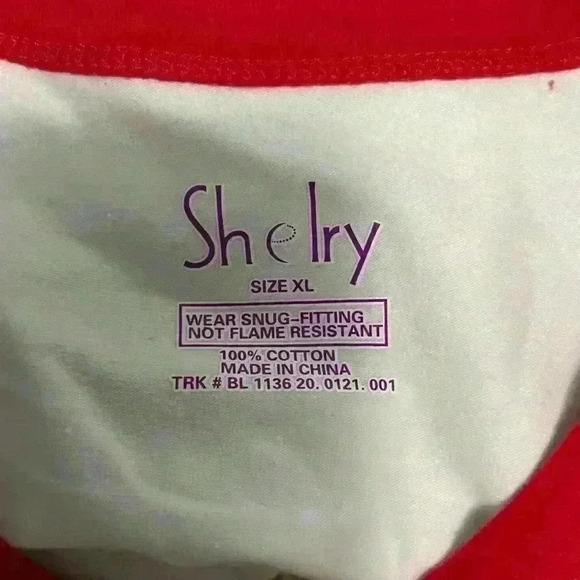 Shelry
SIZE XL
WEAR SNUG-FITTING
NOT FLAME RESISTANT
100% COTTON
MADE IN CHINA
TRK # BL 1136 20. 0121. 001